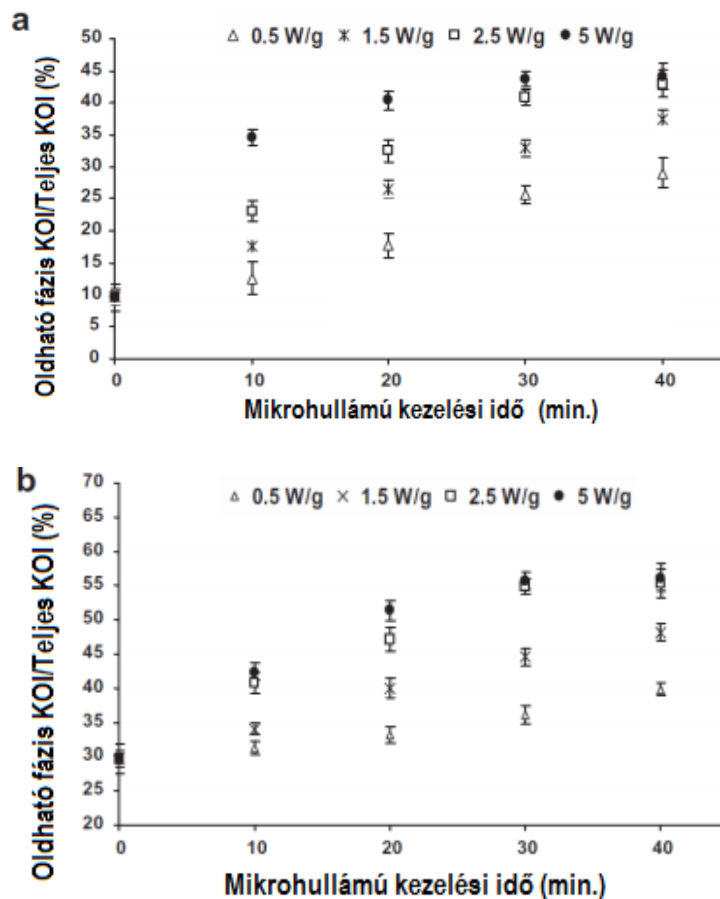 a
△ 0.5 W/g ✳ 1.5 W/g □ 2.5 W/g ● 5 W/g
Oldható fázis KOI/Teljes KOI (%)
50
45
40
35
30
25
20
15
10
5
0
0 10 20 30 40
Mikrohullámú kezelési idő (min.)
b
△ 0.5 W/g × 1.5 W/g □ 2.5 W/g ● 5 W/g
Oldható fázis KOI/Teljes KOI (%)
70
65
60
55
50
45
40
35
30
25
20
0 10 20 30 40
Mikrohullámú kezelési idő (min.)